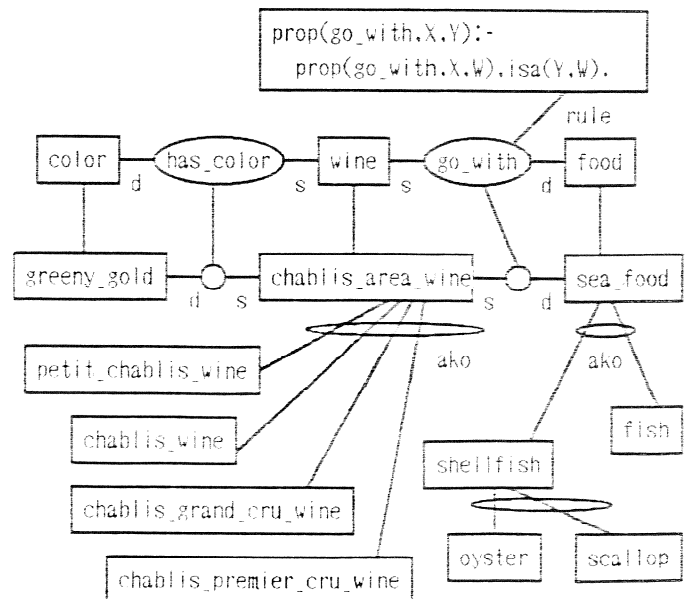 prop(go_with.X.Y):-
prop(go_with.X.W).isa(Y.W).
rule
color has_color wine go_with food
d s s d
greeny_gold chablis_area_wine sea_food
d s s d
ako ako
petit_chablis_wine
fish
chablis_wine
shellfish
chablis_grand_cru_wine
oyster scallop
chablis_premier_cru_wine